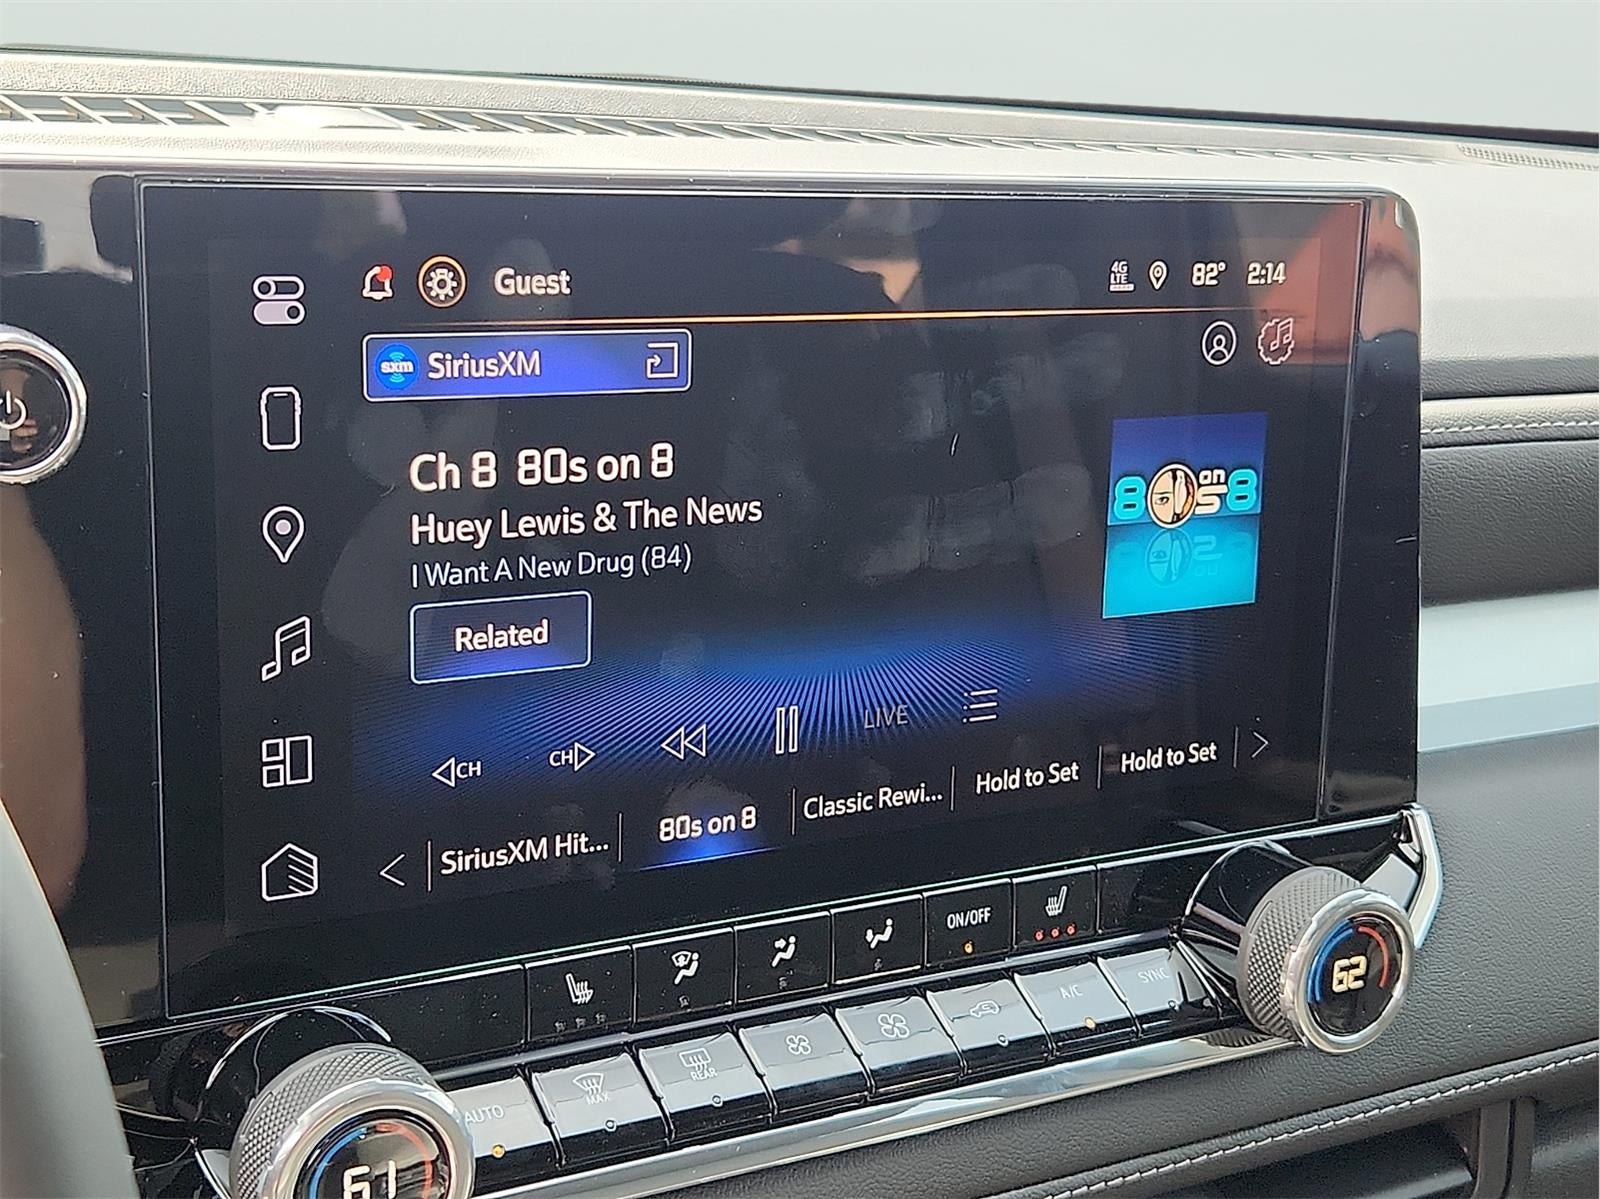 Guest
4G
LTE
82° 2:14
sxm SiriusXM
Ch 8 80s on 8
Huey Lewis & The News
I Want A New Drug (84)
Related
80s on 8
CH CH LIVE
SiriusXM Hit... 80s on 8 Classic Rewi... Hold to Set Hold to Set
ON/OFF
AUTO MAX REAR A/C SYNC
61 62